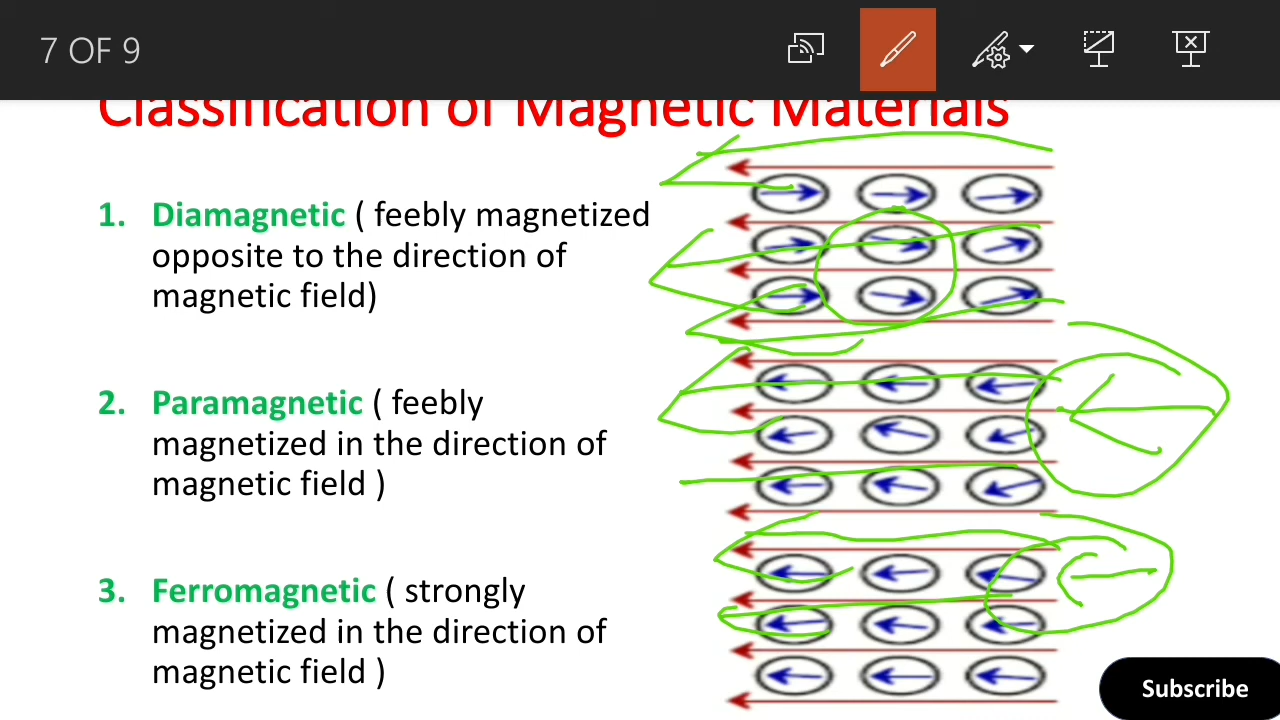 7 OF 9
Classification of Magnetic Materials
1. Diamagnetic ( feebly magnetized
opposite to the direction of
magnetic field)
2. Paramagnetic ( feebly
magnetized in the direction of
magnetic field )
3. Ferromagnetic ( strongly
magnetized in the direction of
magnetic field )
Subscribe